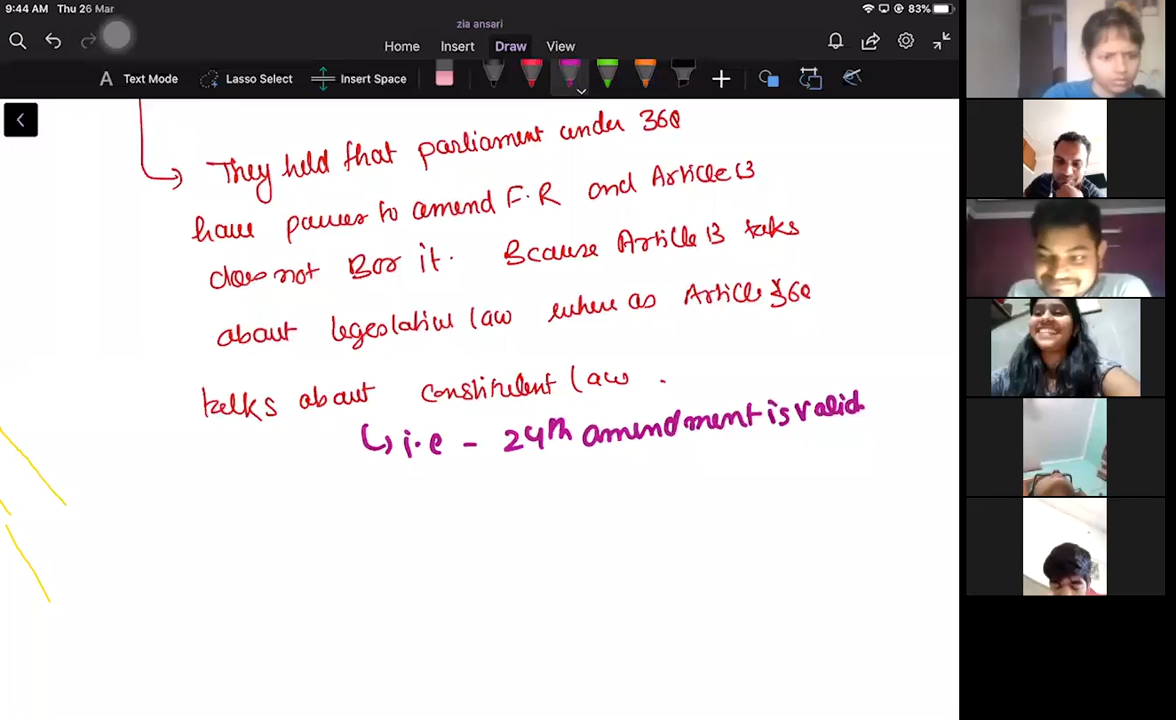 9:44 AM Thu 26 Mar
83%
zia ansari
Home Insert Draw View
Text Mode Lasso Select Insert Space
They held that parliament under 368
have power to amend F.R and Article 13
does not Bar it. Bcause Article 13 talks
about legeslative law where as Article 368
talks about constituent law .
i.e - 24th amendment is valid.